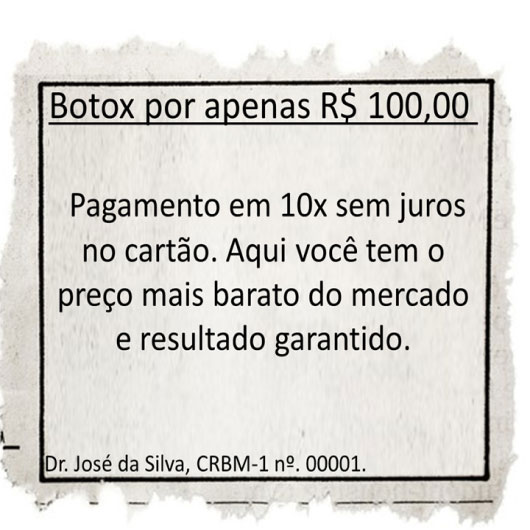 Botox por apenas R$ 100,00
Pagamento em 10x sem juros
no cartão. Aqui você tem o
preço mais barato do mercado
e resultado garantido.
Dr. José da Silva, CRBM-1 nº. 00001.